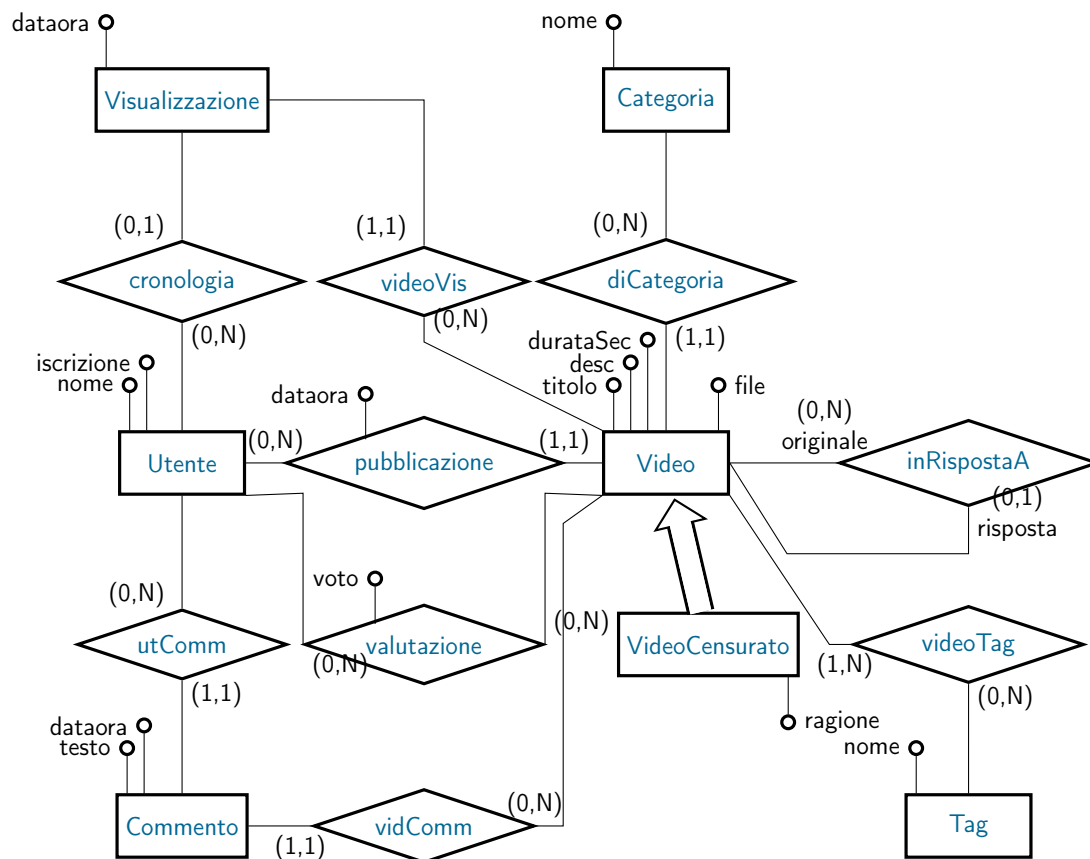 dataora
nome
Visualizzazione
Categoria
(0,1)
(1,1)
(0,N)
cronologia
videoVis
diCategoria
(0,N)
(0,N)
(1,1)
durataSec
iscrizione
desc
nome
titolo
file
dataora
(0,N)
originale
(0,N)
(1,1)
Utente
pubblicazione
Video
inRispostaA
(0,1)
risposta
voto
(0,N)
(0,N)
utComm
valutazione
VideoCensurato
videoTag
(0,N)
(1,N)
(1,1)
(0,N)
dataora
ragione
testo
nome
(0,N)
Commento
vidComm
Tag
(1,1)